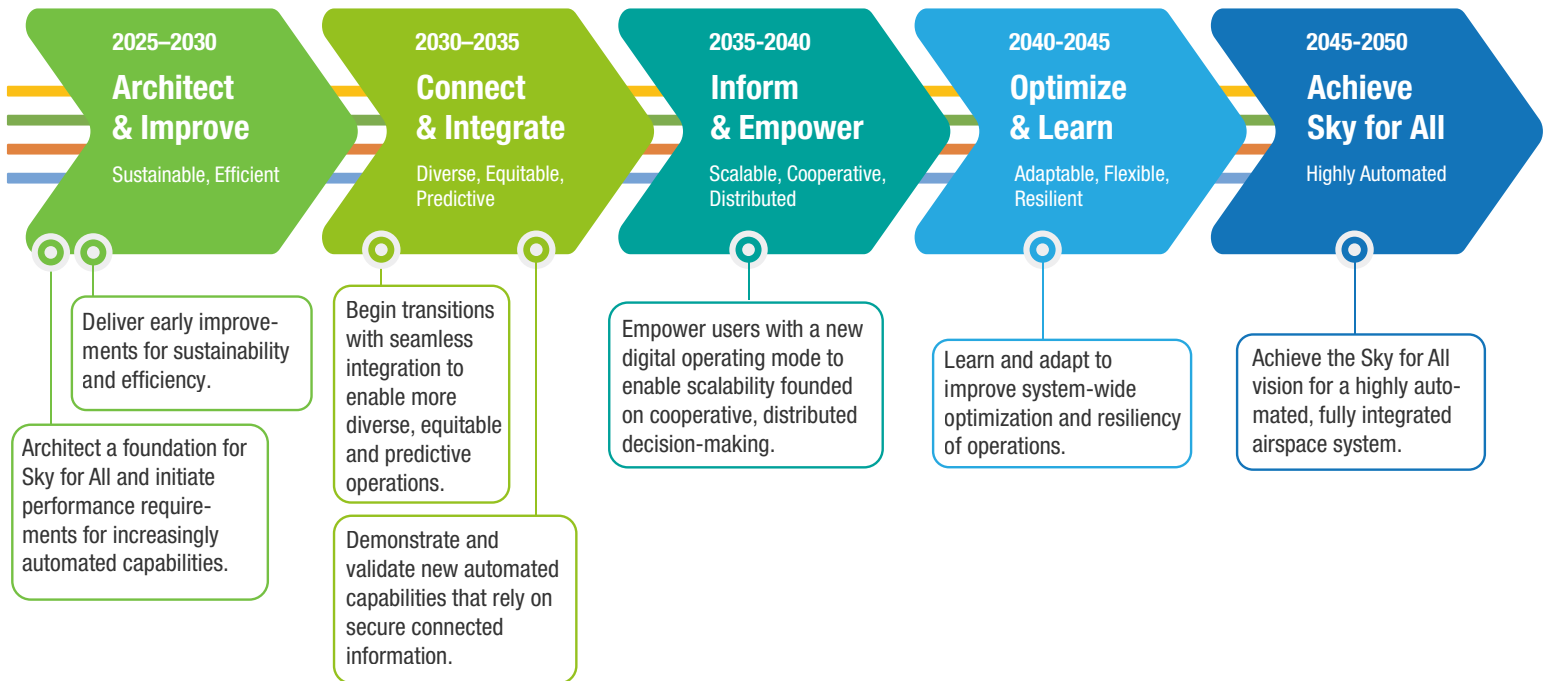 2025–2030
Architect
& Improve
Sustainable, Efficient
2030–2035
Connect
& Integrate
Diverse, Equitable,
Predictive
2035-2040
Inform
& Empower
Scalable, Cooperative,
Distributed
2040-2045
Optimize
& Learn
Adaptable, Flexible,
Resilient
2045-2050
Achieve
Sky for All
Highly Automated
Deliver early improve-
ments for sustainability
and efficiency.
Architect a foundation for
Sky for All and initiate
performance require-
ments for increasingly
automated capabilities.
Begin transitions
with seamless
integration to
enable more
diverse, equitable
and predictive
operations.
Demonstrate and
validate new automated
capabilities that rely on
secure connected
information.
Empower users with a new
digital operating mode to
enable scalability founded
on cooperative, distributed
decision-making.
Learn and adapt to
improve system-wide
optimization and resiliency
of operations.
Achieve the Sky for All
vision for a highly auto-
mated, fully integrated
airspace system.